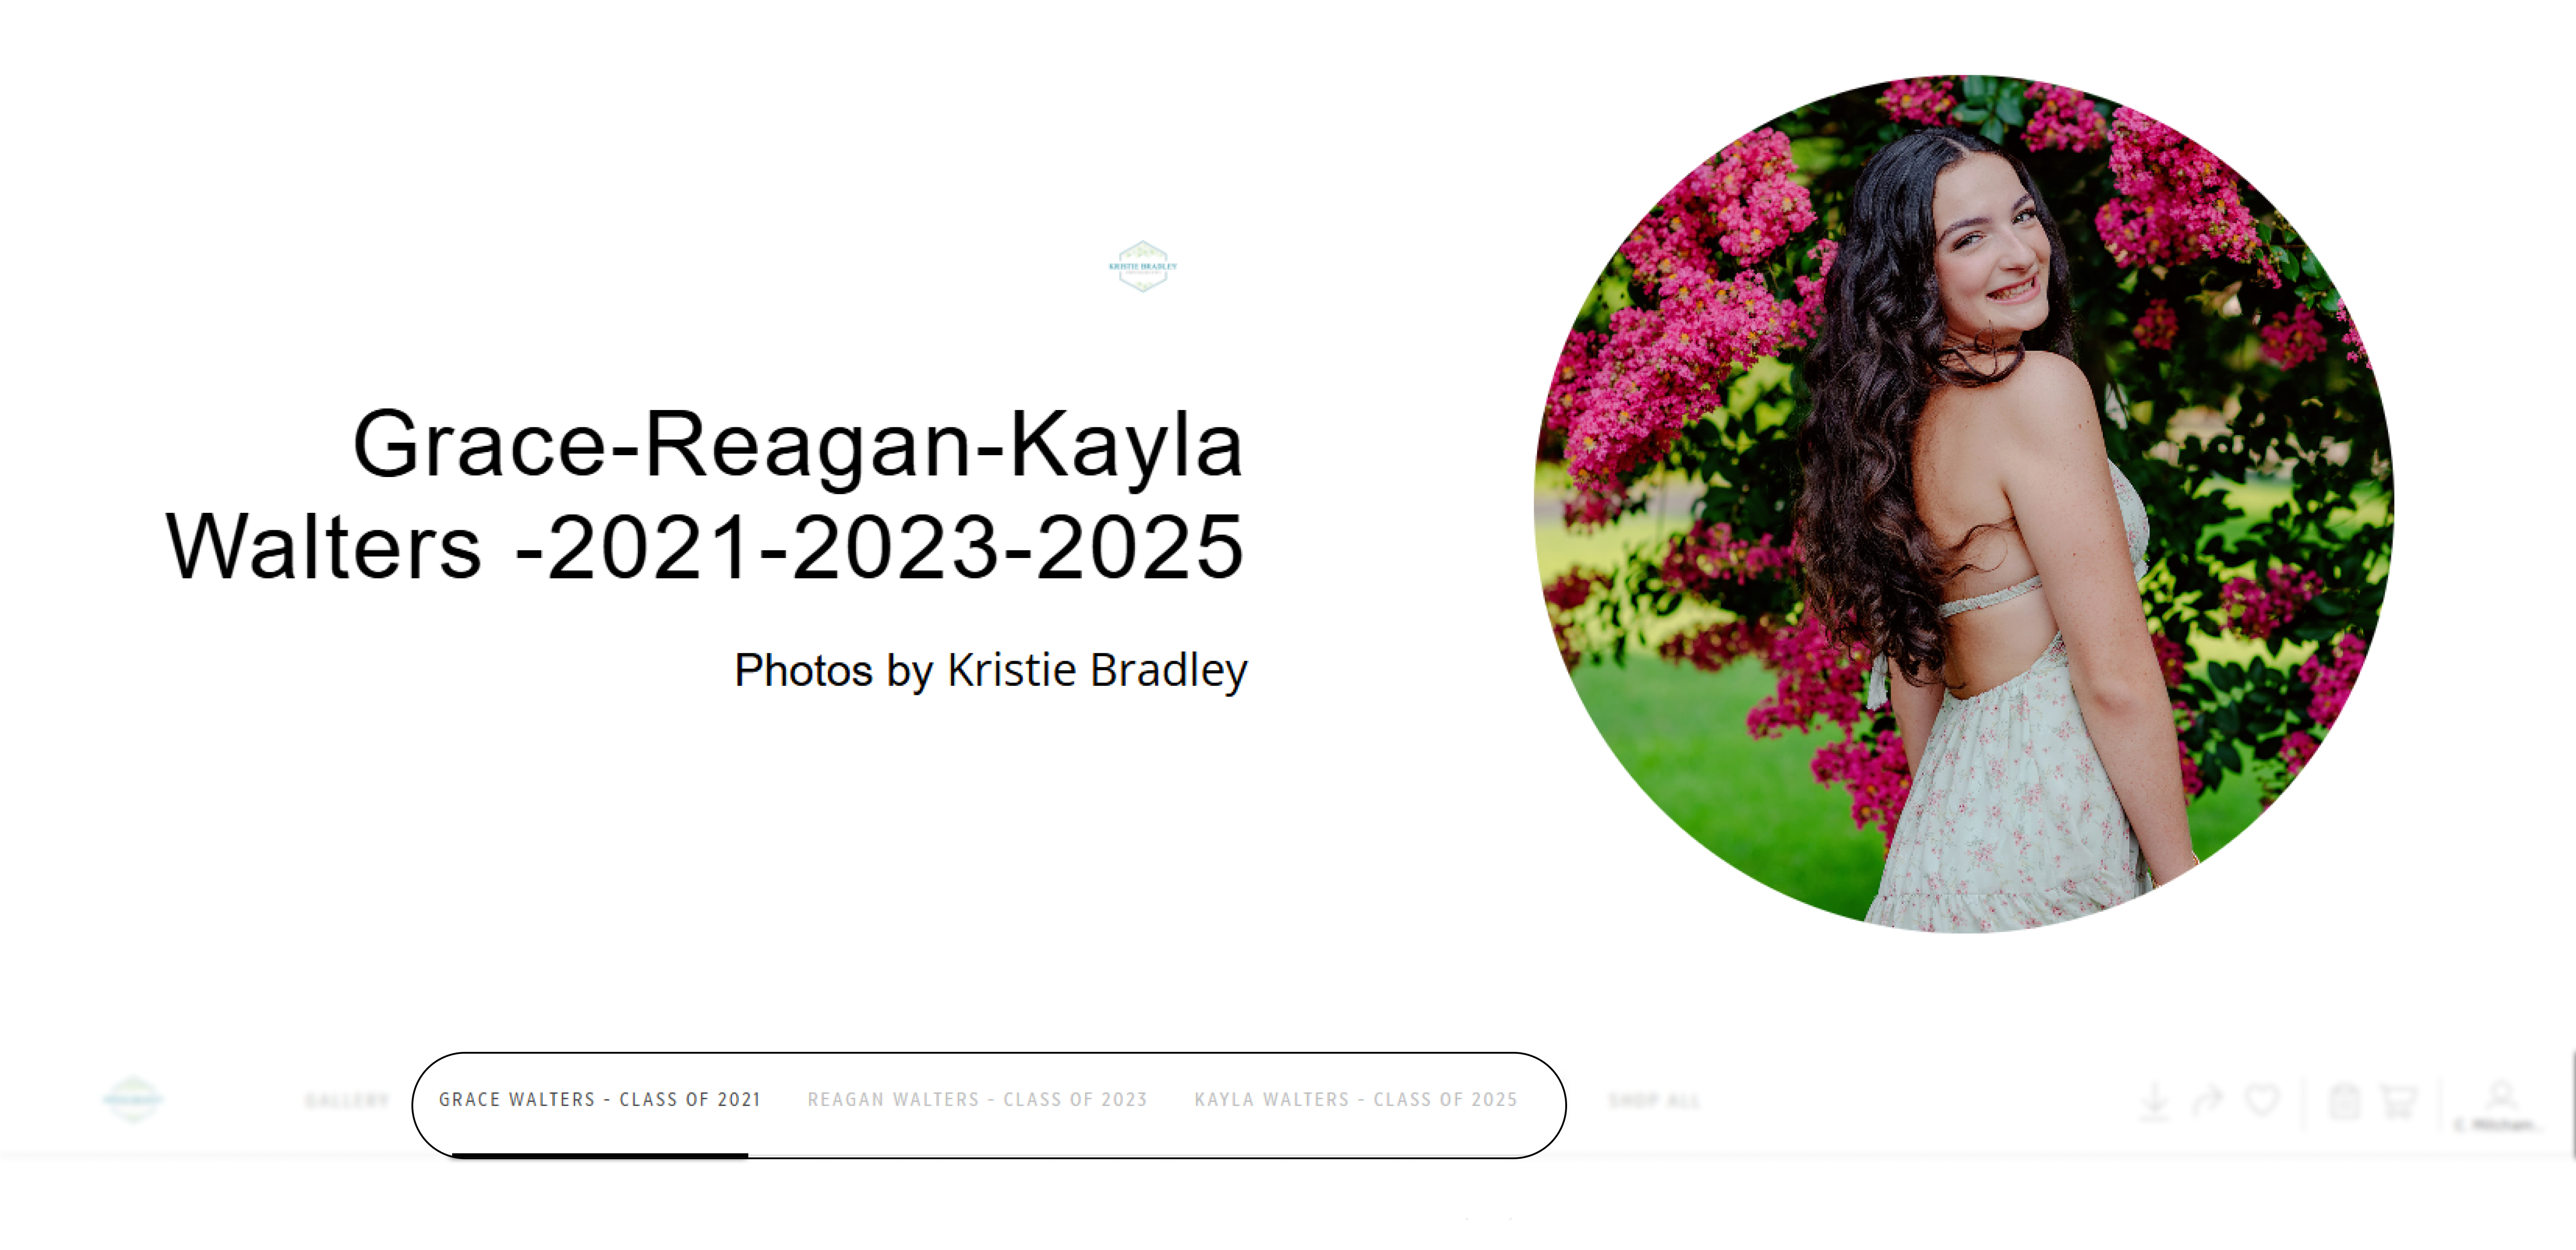 KRISTIE BRADLEY
Grace-Reagan-Kayla
Walters -2021-2023-2025
Photos by Kristie Bradley
GALLERY
GRACE WALTERS - CLASS OF 2021
REAGAN WALTERS - CLASS OF 2023
KAYLA WALTERS - CLASS OF 2025
SHOP ALL